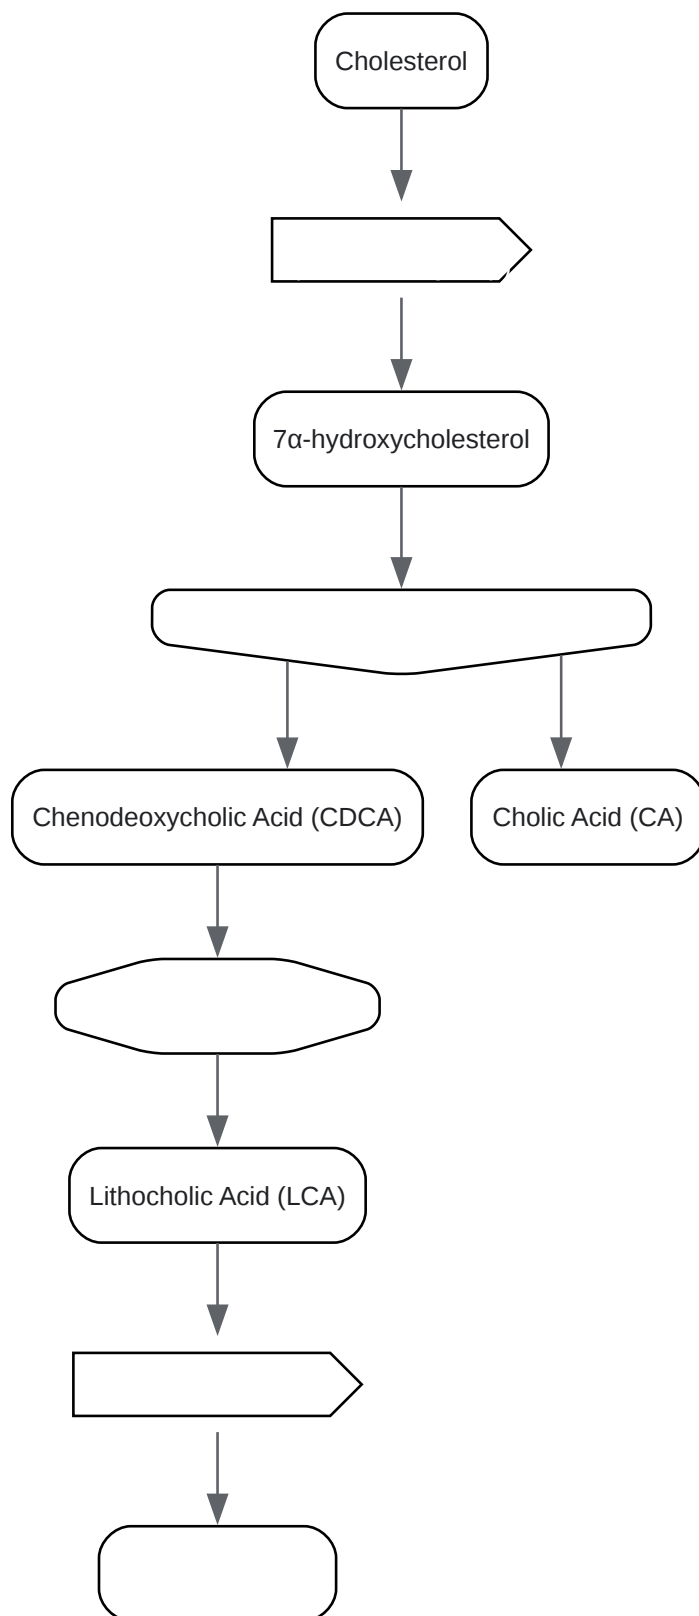 Cholesterol
7α-hydroxycholesterol
Chenodeoxycholic Acid (CDCA)
Cholic Acid (CA)
Lithocholic Acid (LCA)